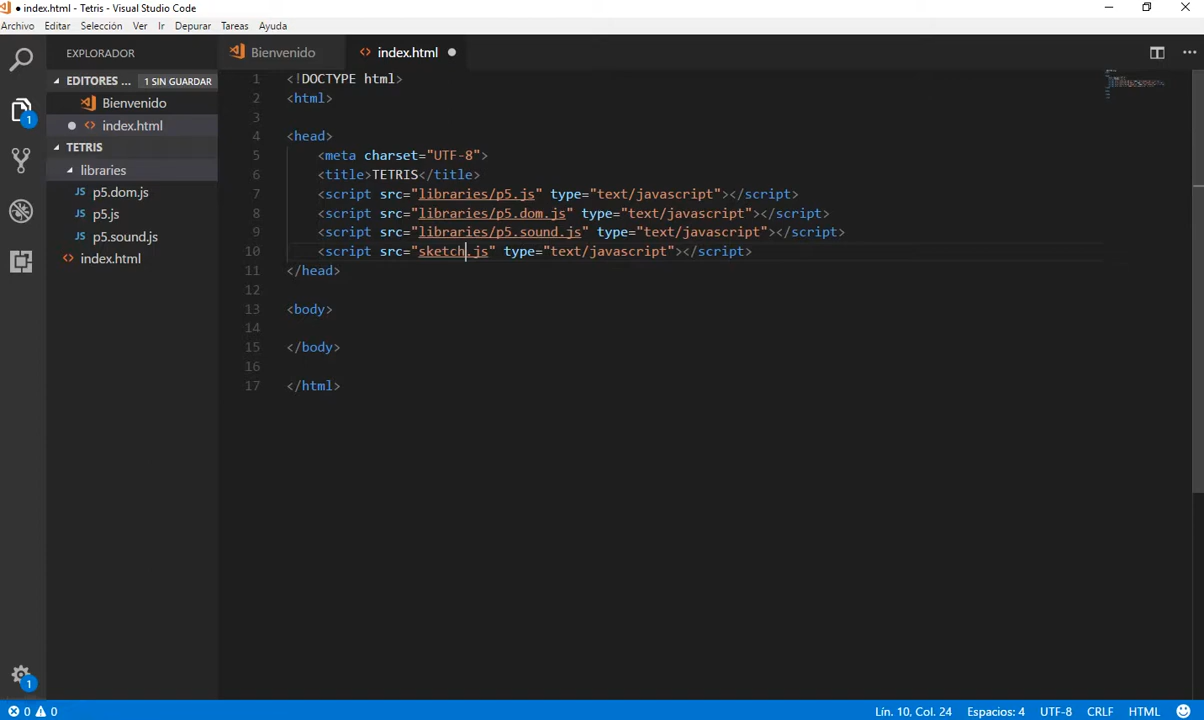 index.html - Tetris - Visual Studio Code
Archivo Editar Selección Ver Ir Depurar Tareas Ayuda
EXPLORADOR
EDITORES ... 1 SIN GUARDAR
Bienvenido
index.html
TETRIS
libraries
JS p5.dom.js
JS p5.js
JS p5.sound.js
index.html
1
1
Bienvenido index.html
1 <!DOCTYPE html>
2 <html>
3
4 <head>
5 <meta charset="UTF-8">
6 <title>TETRIS</title>
7 <script src="libraries/p5.js" type="text/javascript"></script>
8 <script src="libraries/p5.dom.js" type="text/javascript"></script>
9 <script src="libraries/p5.sound.js" type="text/javascript"></script>
10 <script src="sketch.js" type="text/javascript"></script>
11 </head>
12
13 <body>
14
15 </body>
16
17 </html>
0 0 Lín. 10, Col. 24 Espacios: 4 UTF-8 CRLF HTML